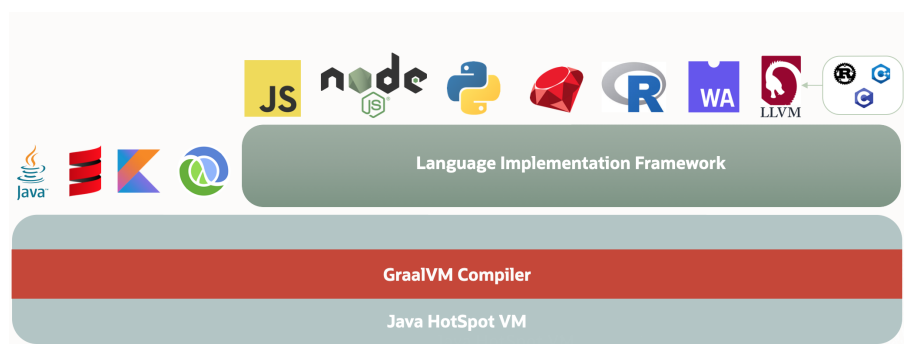 JS
node
JS
R
WA
LLVM
R
C++
C
Java
Language Implementation Framework
GraalVM Compiler
Java HotSpot VM